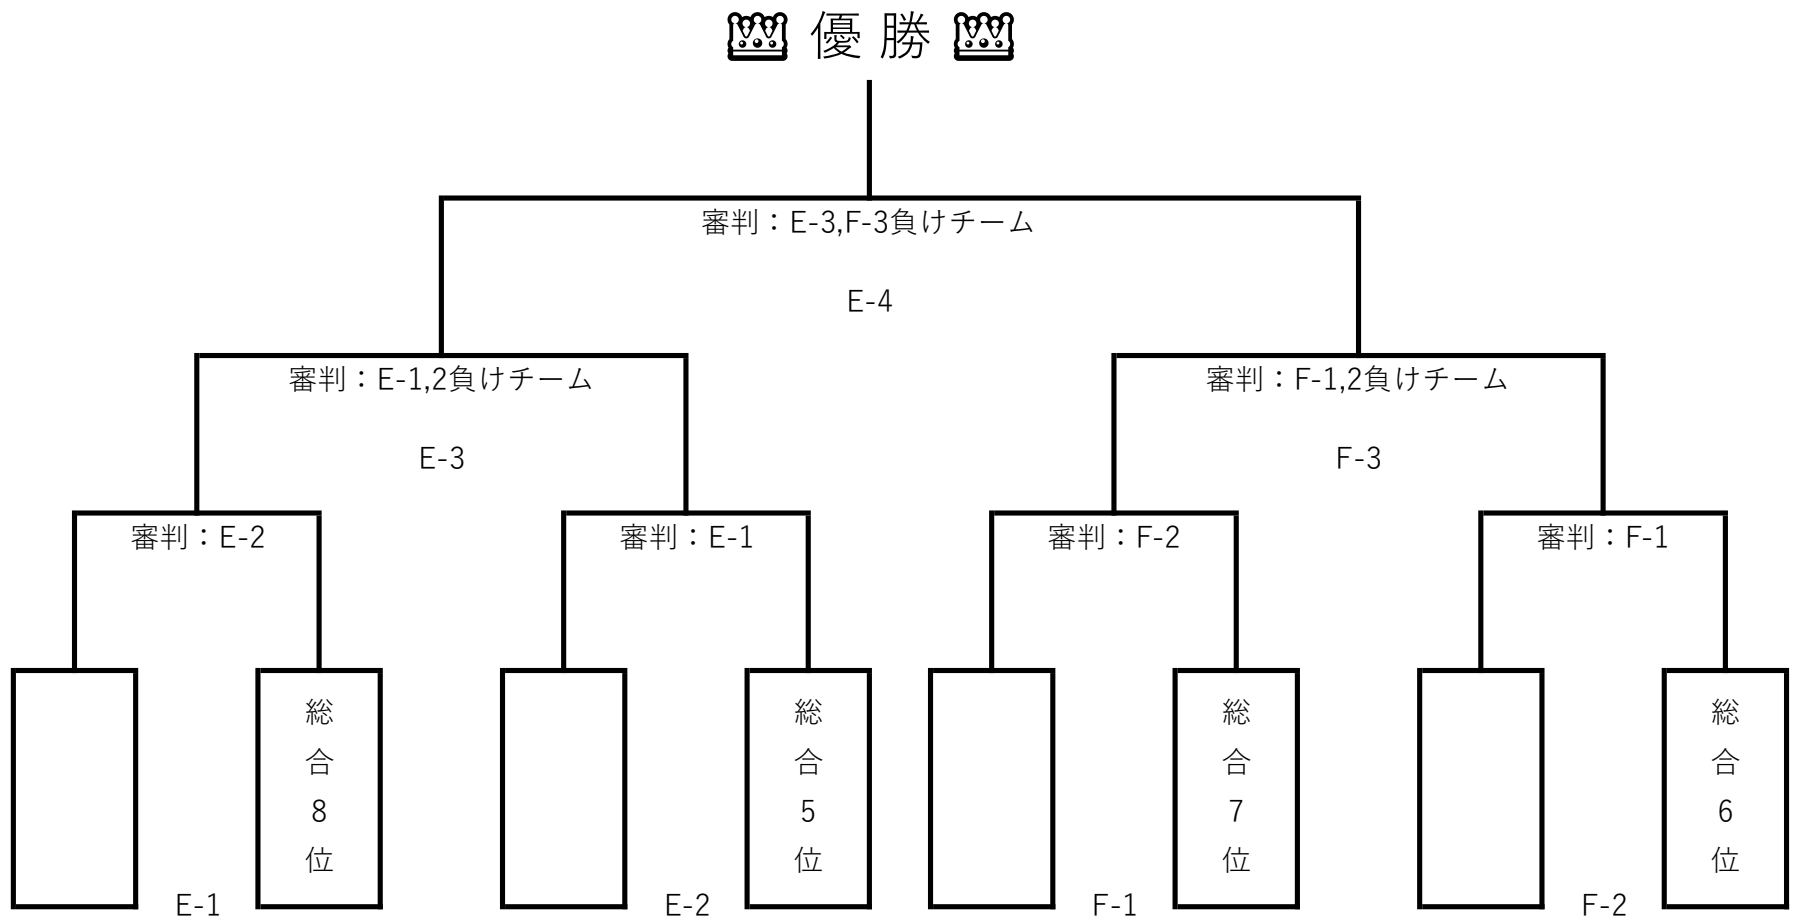 優勝
審判：E-3,F-3負けチーム
E-4
審判：E-1,2負けチーム
審判：F-1,2負けチーム
E-3
F-3
審判：E-2
審判：E-1
審判：F-2
審判：F-1
総合8位
総合5位
総合7位
総合6位
E-1
E-2
F-1
F-2